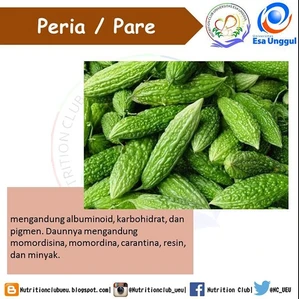 Peria / Pare
Esa Unggul
mengandung albuminoid, karbohidrat, dan
pigmen. Daunnya mengandung
momordisina, momordina, carantina, resin,
dan minyak.
Nutritionclubueu.blogspot.com @Nutritionclub_ueu Nutrition Club @NC_UEU